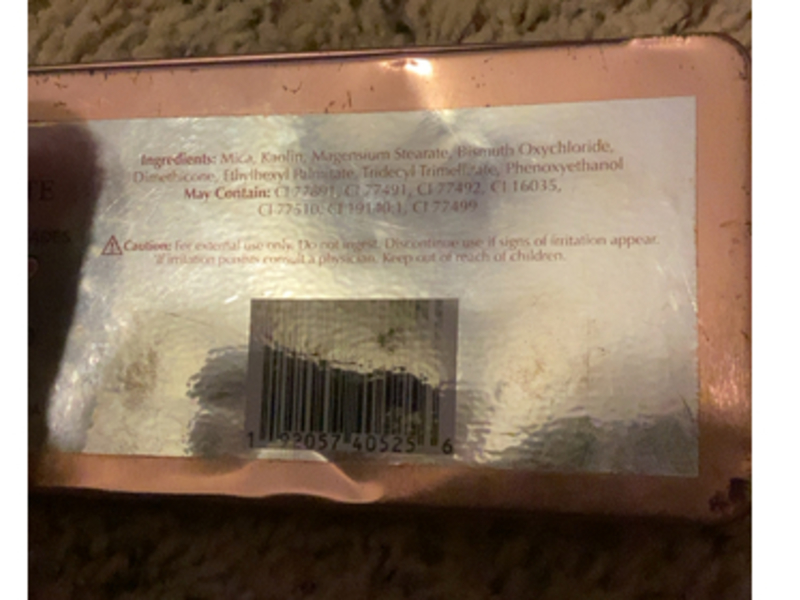 TE
Ingredients: Mica, Kaolin, Magensium Stearate, Bismuth Oxychloride,
Dimethicone, Ethylhexyl Palmitate, Tridecyl Trimellitate, Phenoxyethanol
May Contain: CI 77891, CI 77491, CI 77492, CI 16035,
CI 77510, CI 19140:1, CI 77499
Caution: For external use only. Do not ingest. Discontinue use if signs of irritation appear.
If irritation persists consult a physician. Keep out of reach of children.
1 92057 40525 6